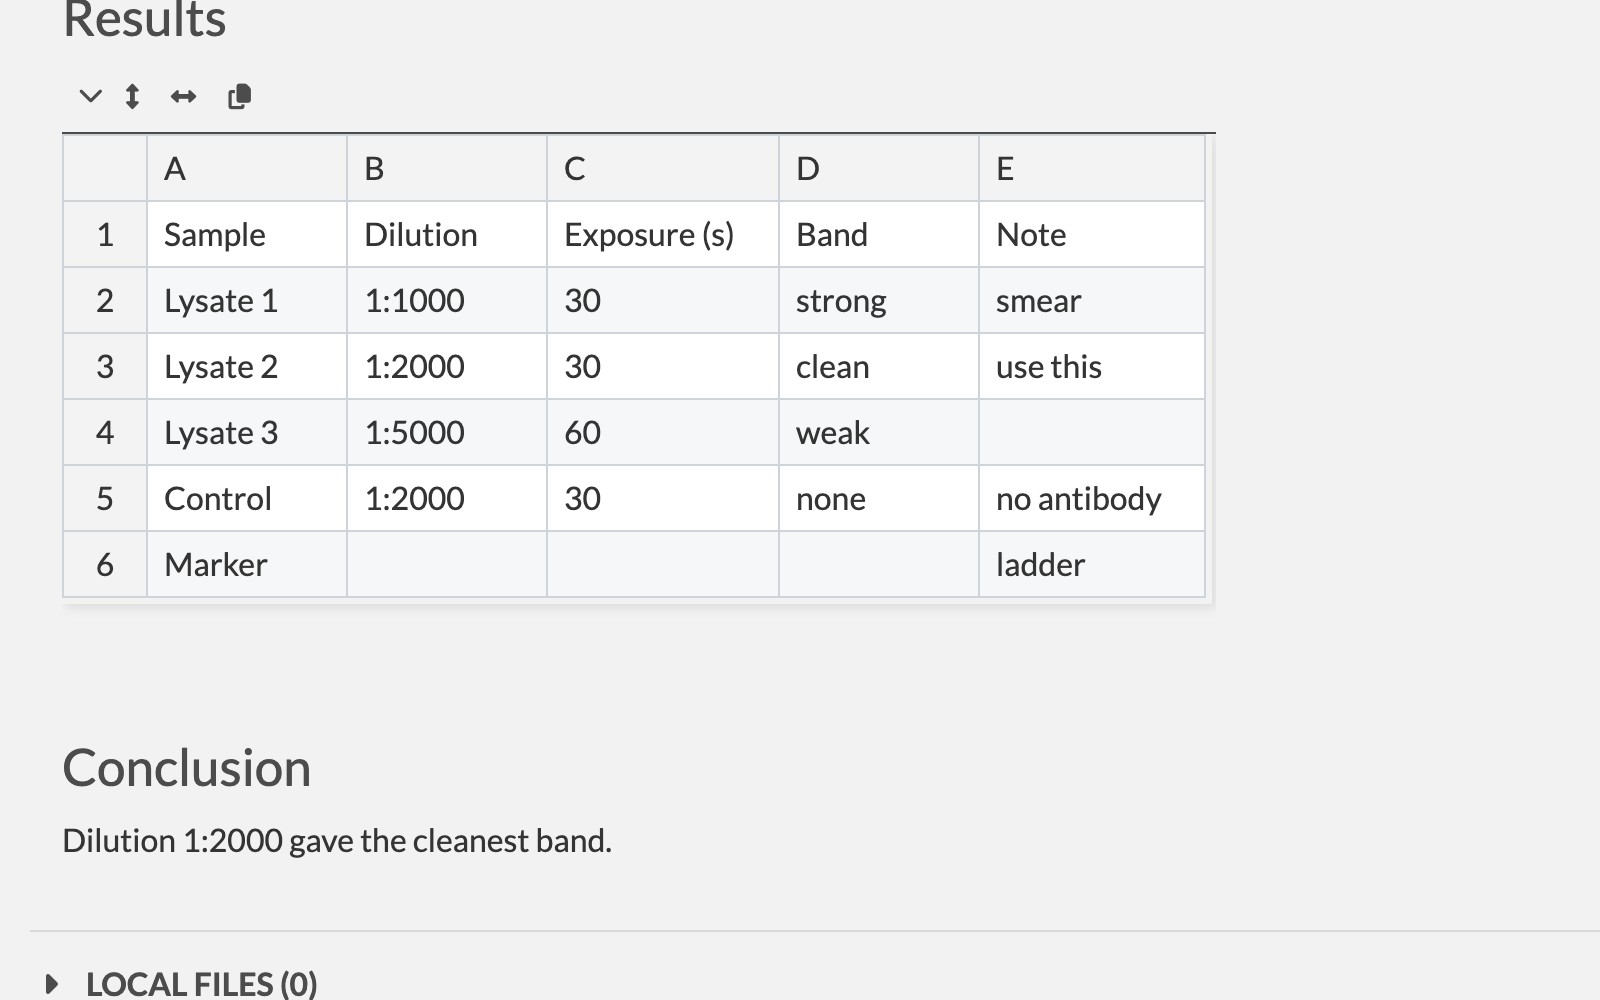 Results
A B C D E
1 Sample Dilution Exposure (s) Band Note
2 Lysate 1 1:1000 30 strong smear
3 Lysate 2 1:2000 30 clean use this
4 Lysate 3 1:5000 60 weak
5 Control 1:2000 30 none no antibody
6 Marker ladder
Conclusion
Dilution 1:2000 gave the cleanest band.
LOCAL FILES (0)